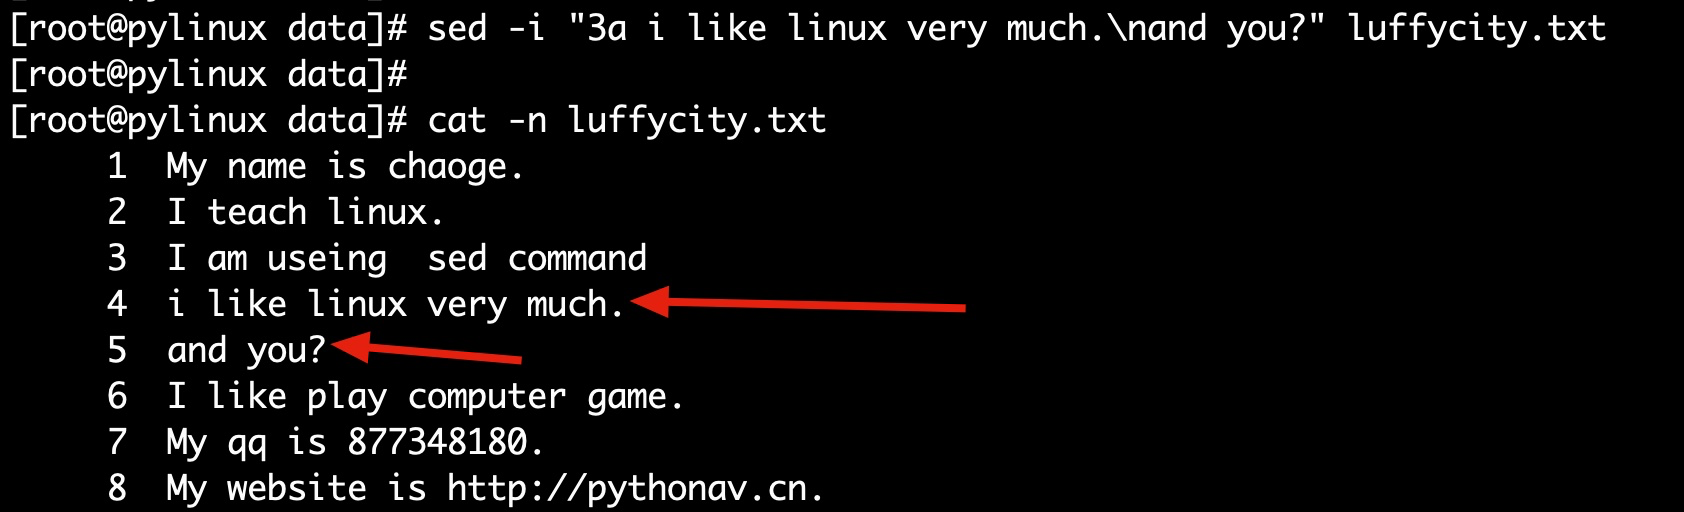 [root@pylinux data]# sed -i "3a i like linux very much.\nand you?" luffycity.txt
[root@pylinux data]#
[root@pylinux data]# cat -n luffycity.txt
     1  My name is chaoge.
     2  I teach linux.
     3  I am useing  sed command
     4  i like linux very much.
     5  and you?
     6  I like play computer game.
     7  My qq is 877348180.
     8  My website is http://pythonav.cn.